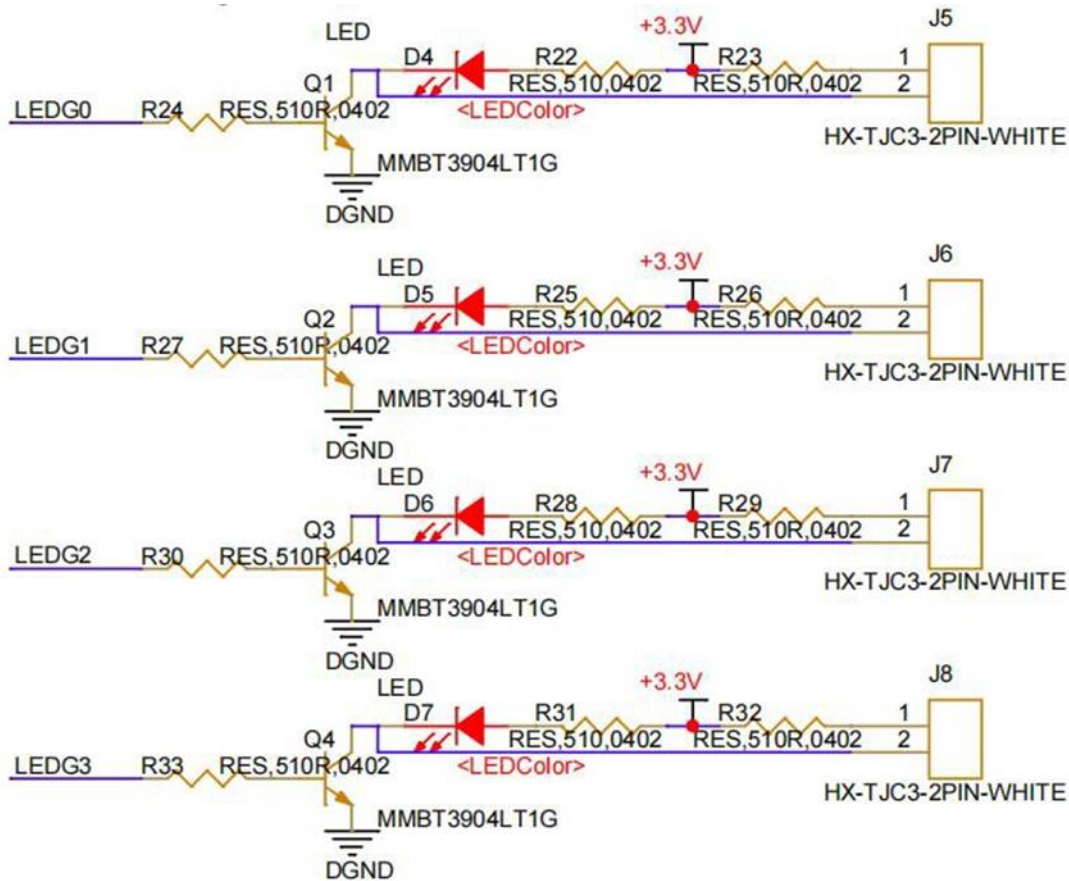 LED
+3.3V
J5
D4
R22
R23
1
Q1
RES,510,0402
RES,510R,0402
2
LEDG0
R24
RES,510R,0402
<LEDColor>
HX-TJC3-2PIN-WHITE
MMBT3904LT1G
DGND
LED
+3.3V
J6
D5
R25
R26
1
Q2
RES,510,0402
RES,510R,0402
2
LEDG1
R27
RES,510R,0402
<LEDColor>
HX-TJC3-2PIN-WHITE
MMBT3904LT1G
DGND
LED
+3.3V
J7
D6
R28
R29
1
Q3
RES,510,0402
RES,510R,0402
2
LEDG2
R30
RES,510R,0402
<LEDColor>
HX-TJC3-2PIN-WHITE
MMBT3904LT1G
DGND
LED
+3.3V
J8
D7
R31
R32
1
Q4
RES,510,0402
RES,510R,0402
2
LEDG3
R33
RES,510R,0402
<LEDColor>
HX-TJC3-2PIN-WHITE
MMBT3904LT1G
DGND